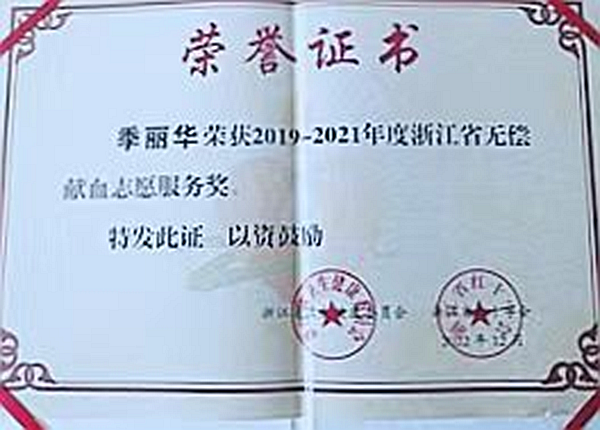 荣誉证书
季丽华荣获2019-2021年度浙江省无偿
献血志愿服务奖。
特发此证 以资鼓励